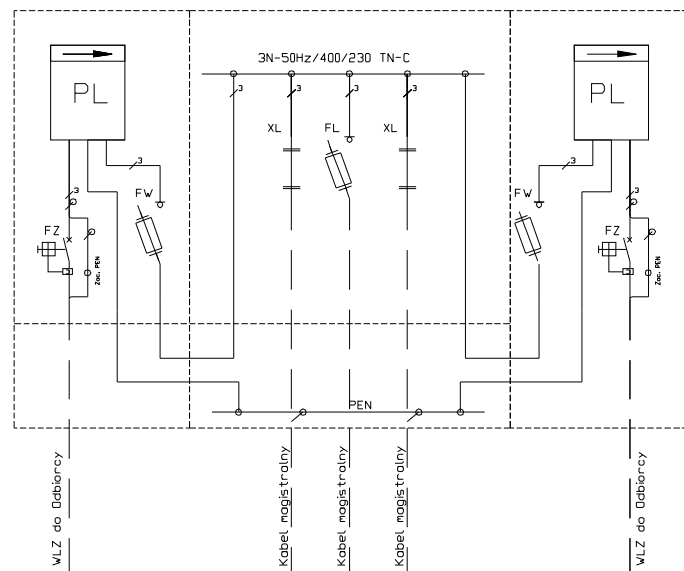 3N-50Hz/400/230 TN-C
PL
PL
3
3
3
3
3
XL
FL
XL
3
3
FW
FW
3
3
FZ
FZ
Zac. PEN
Zac. PEN
PEN
WLZ do Odbiorcy
Kabel magistralny
Kabel magistralny
Kabel magistralny
WLZ do Odbiorcy